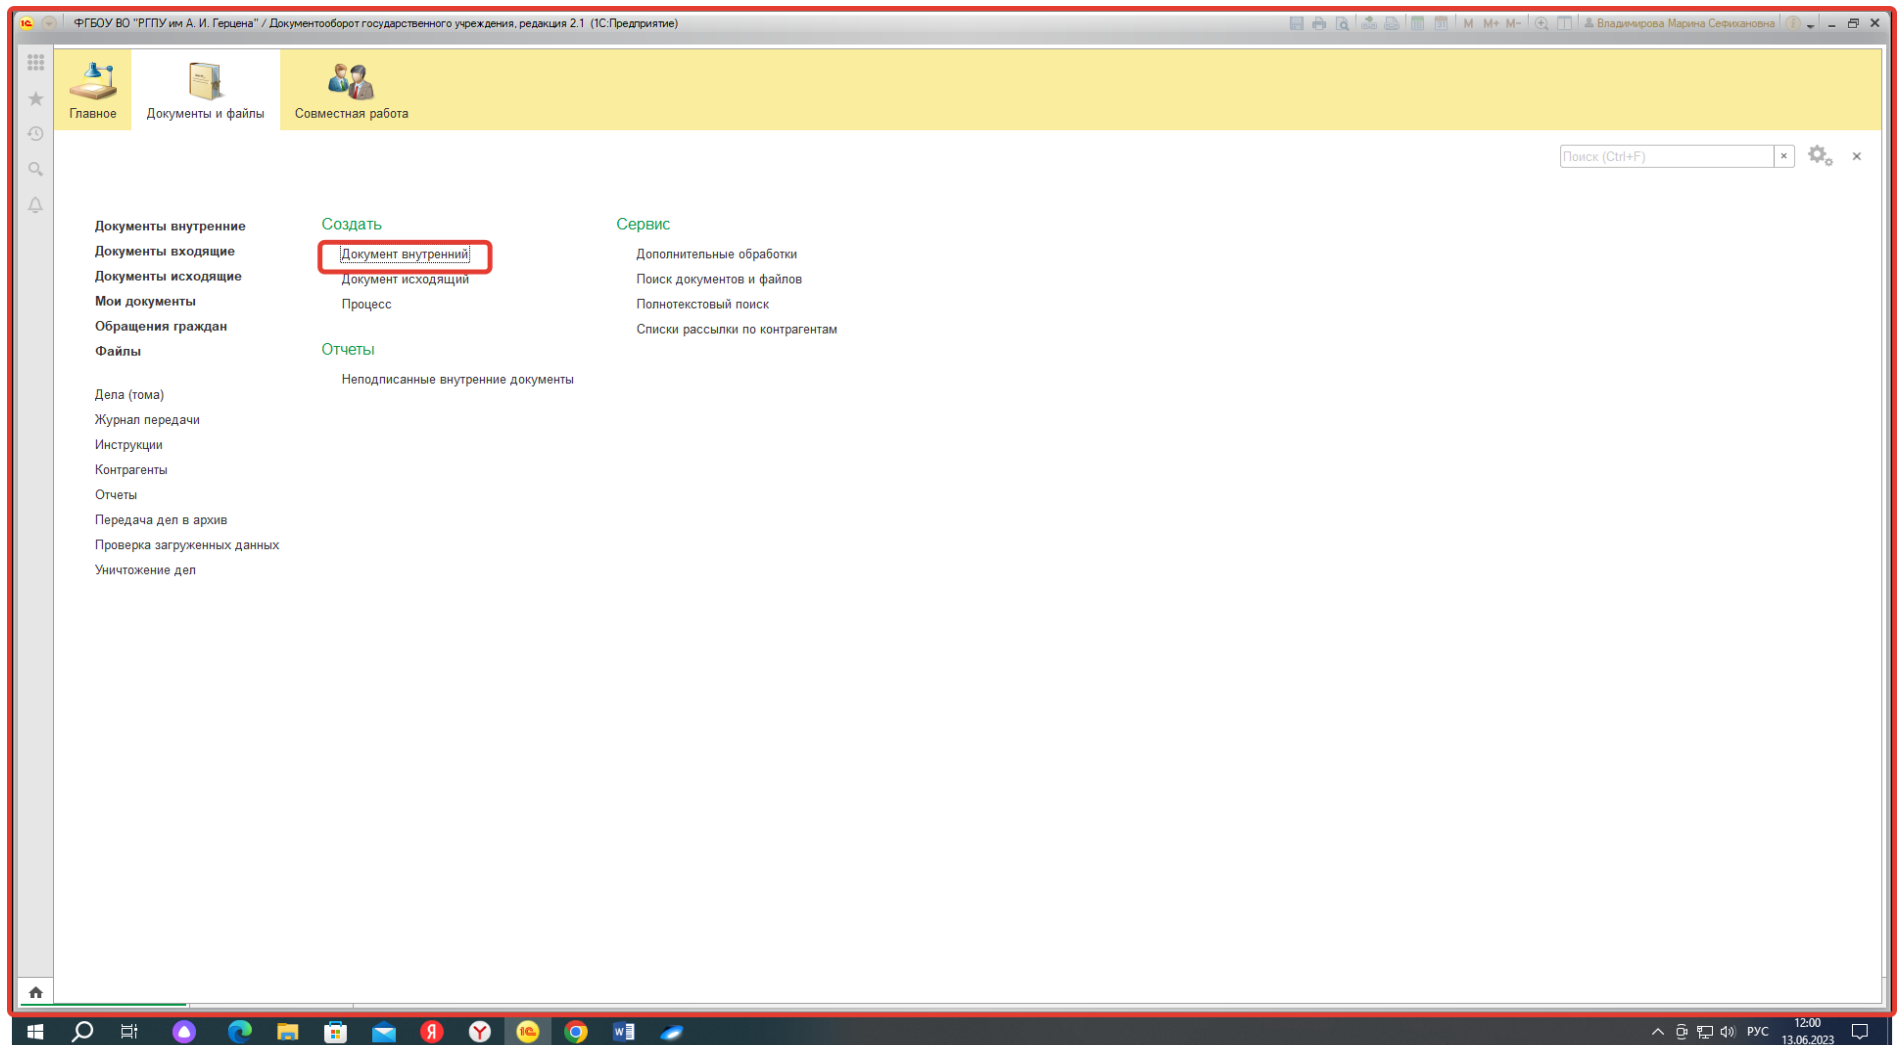 ФГБОУ ВО "РГПУ им А. И. Герцена" / Документооборот государственного учреждения, редакция 2.1 (1С:Предприятие)
M M+ M-
Владимирова Марина Сефихановна
Главное
Документы и файлы
Совместная работа
Поиск (Ctrl+F)
Документы внутренние
Документы входящие
Документы исходящие
Мои документы
Обращения граждан
Файлы
Дела (тома)
Журнал передачи
Инструкции
Контрагенты
Отчеты
Передача дел в архив
Проверка загруженных данных
Уничтожение дел
Создать
Документ внутренний
Документ исходящий
Процесс
Отчеты
Неподписанные внутренние документы
Сервис
Дополнительные обработки
Поиск документов и файлов
Полнотекстовый поиск
Списки рассылки по контрагентам
РУС
12:00
13.06.2023